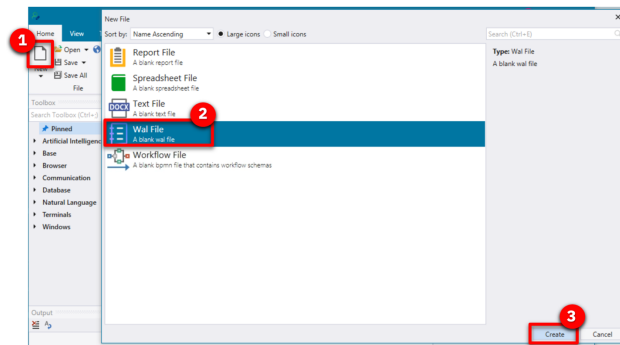 New File
Home View
Sort by: Name Ascending Large icons Small icons
Search (Ctrl+E)
1
Open
Save
Save All
New
File
Toolbox
Search Toolbox (Ctrl+;)
Pinned
Artificial Intelligenc
Base
Browser
Communication
Database
Natural Language
Terminals
Windows
Output
Report File
A blank report file
Spreadsheet File
A blank spreadsheet file
DOCX
Text File
A blank text file
2
Wal File
A blank wal file
Workflow File
A blank bpmn file that contains workflow schemas
Type: Wal File
A blank wal file
3
Create Cancel